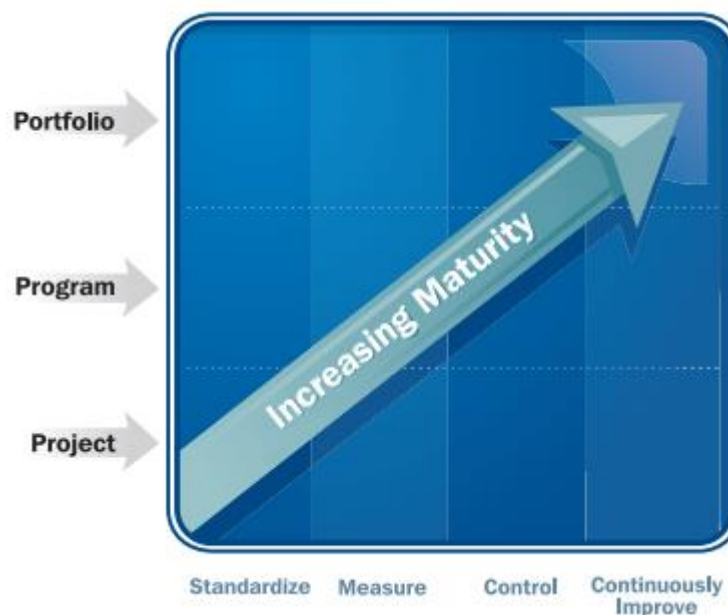 Portfolio
Program
Project
Increasing Maturity
Standardize
Measure
Control
Continuously
Improve